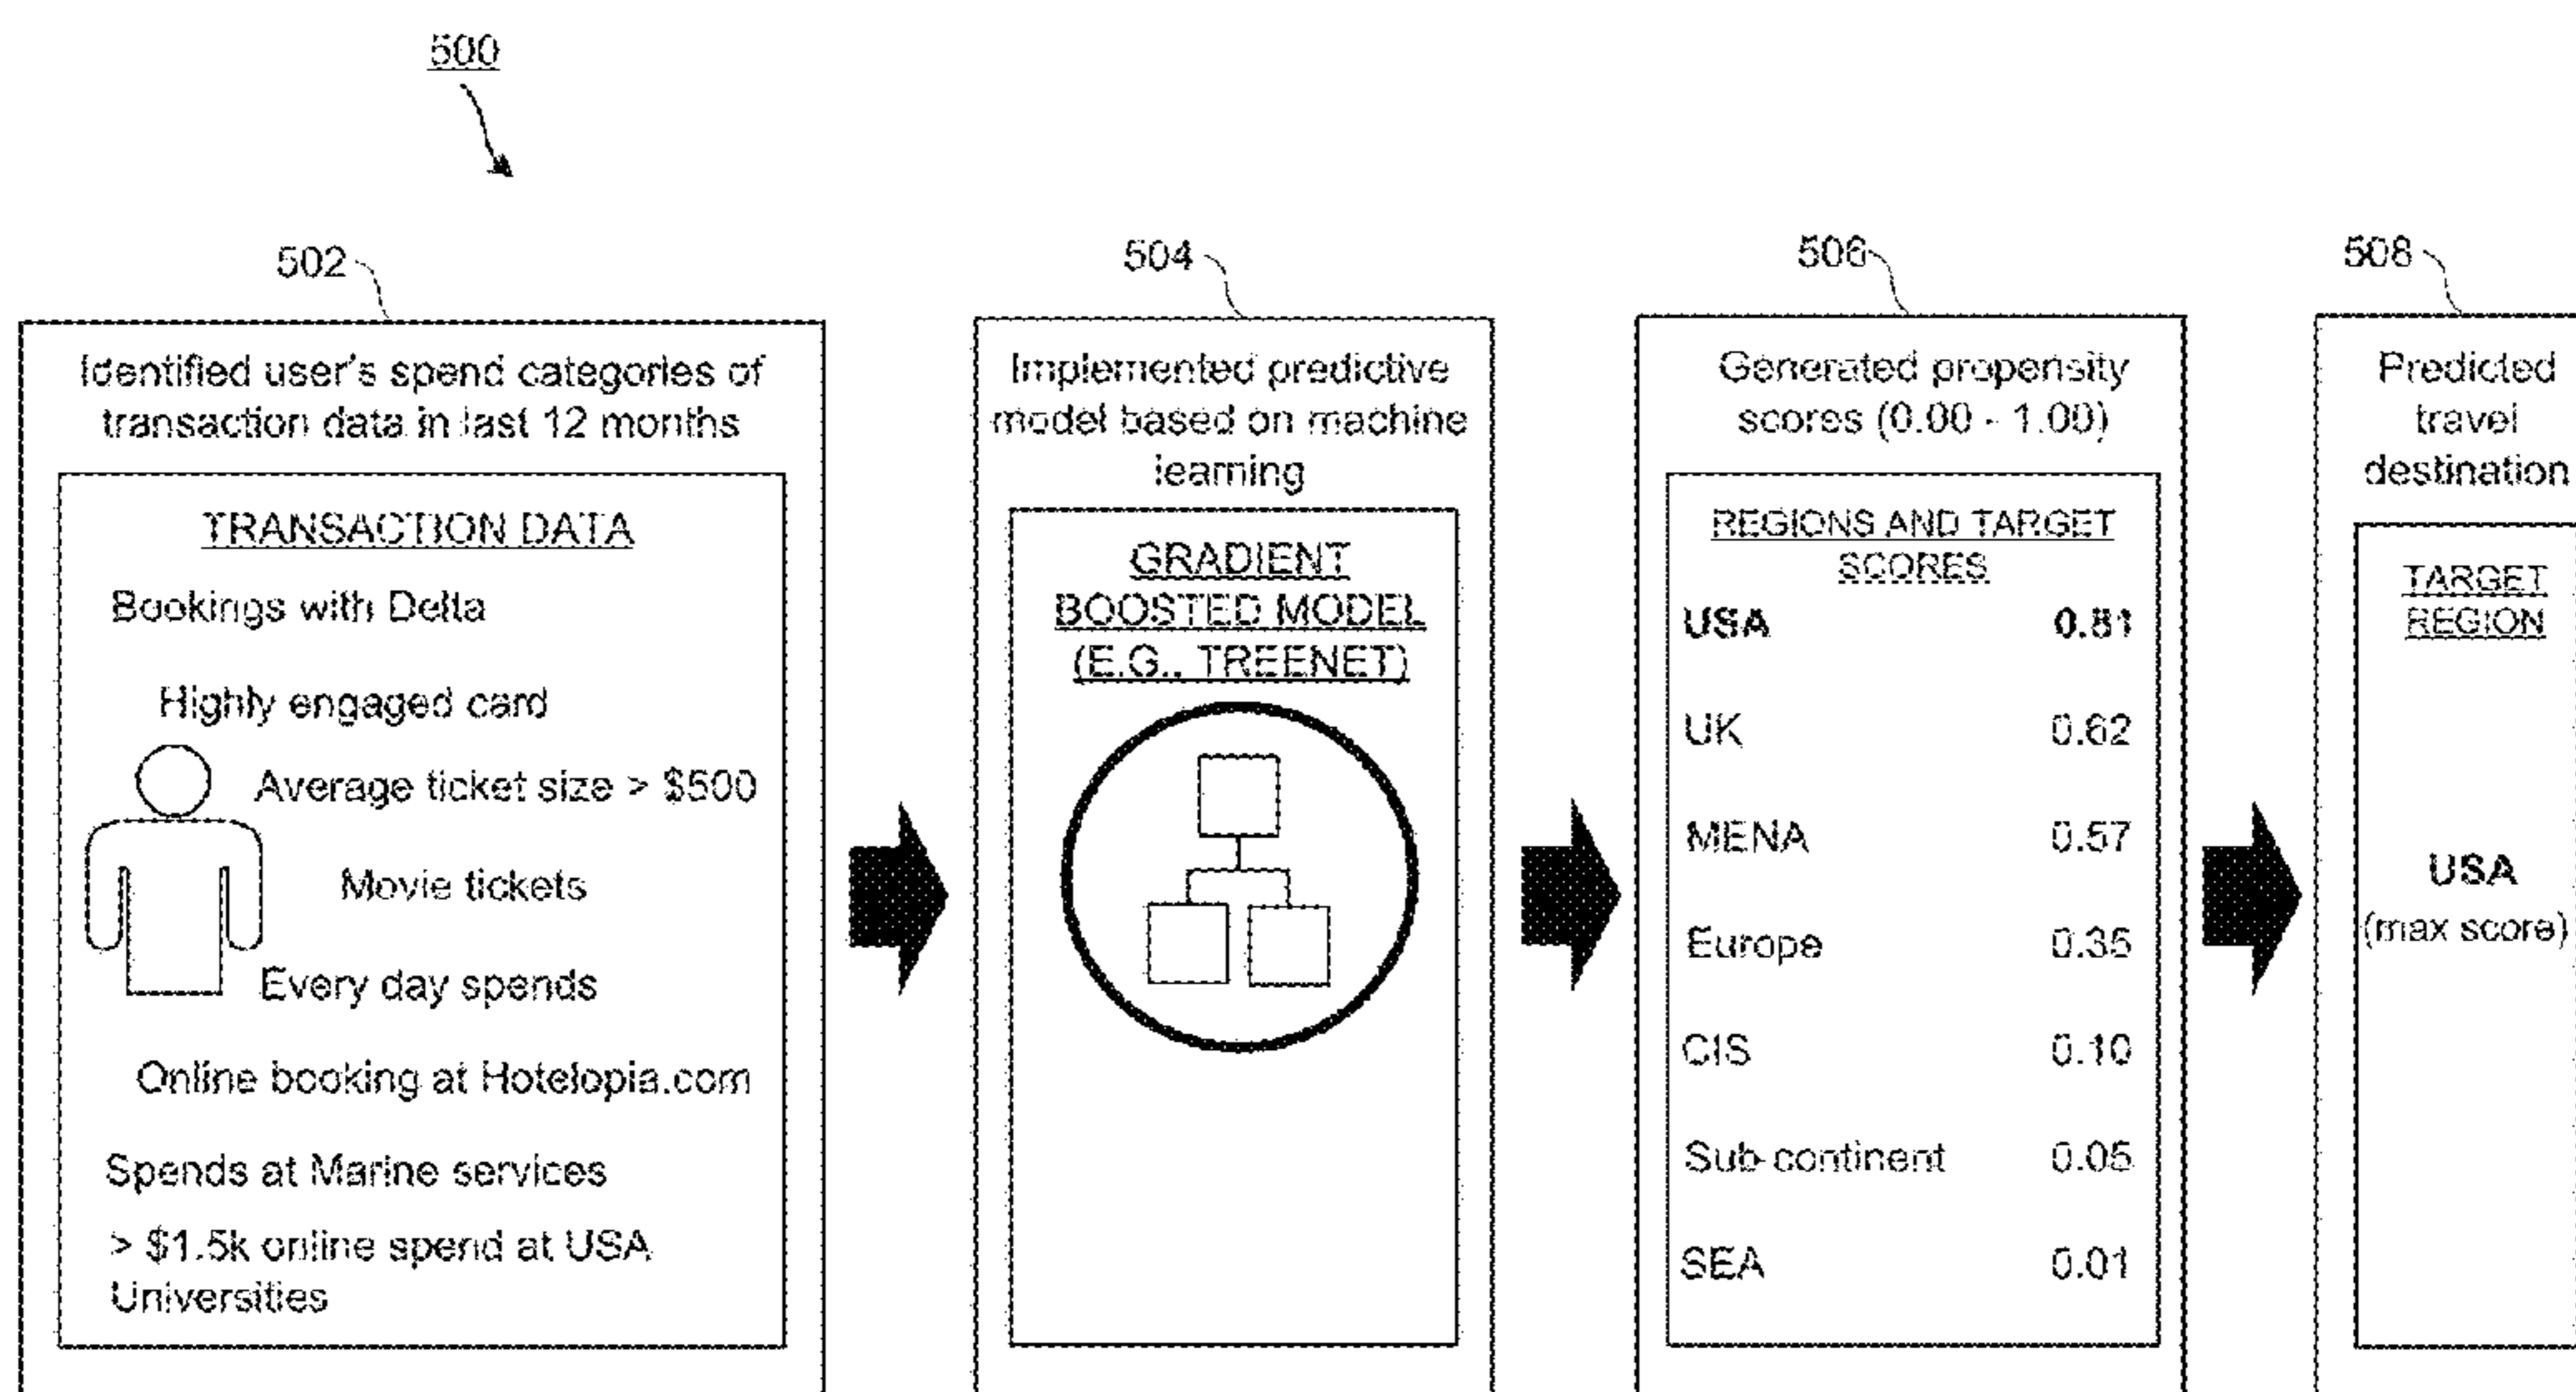 500
502
Identified user's spend categories of
transaction data in last 12 months
TRANSACTION DATA
Bookings with Delta
Highly engaged card
Average ticket size > $500
Movie tickets
Every day spends
Online booking at Hotelopia.com
Spends at Marine services
> $1.5k online spend at USA
Universities
504
Implemented predictive
model based on machine
learning
GRADIENT
BOOSTED MODEL
(E.G., TREENET)
506
Generated propensity
scores (0.00 - 1.00)
REGIONS AND TARGET
SCORES
USA 0.81
UK 0.62
MENA 0.57
Europe 0.35
CIS 0.10
Sub-continent 0.05
SEA 0.01
508
Predicted
travel
destination
TARGET
REGION
USA
(max score)